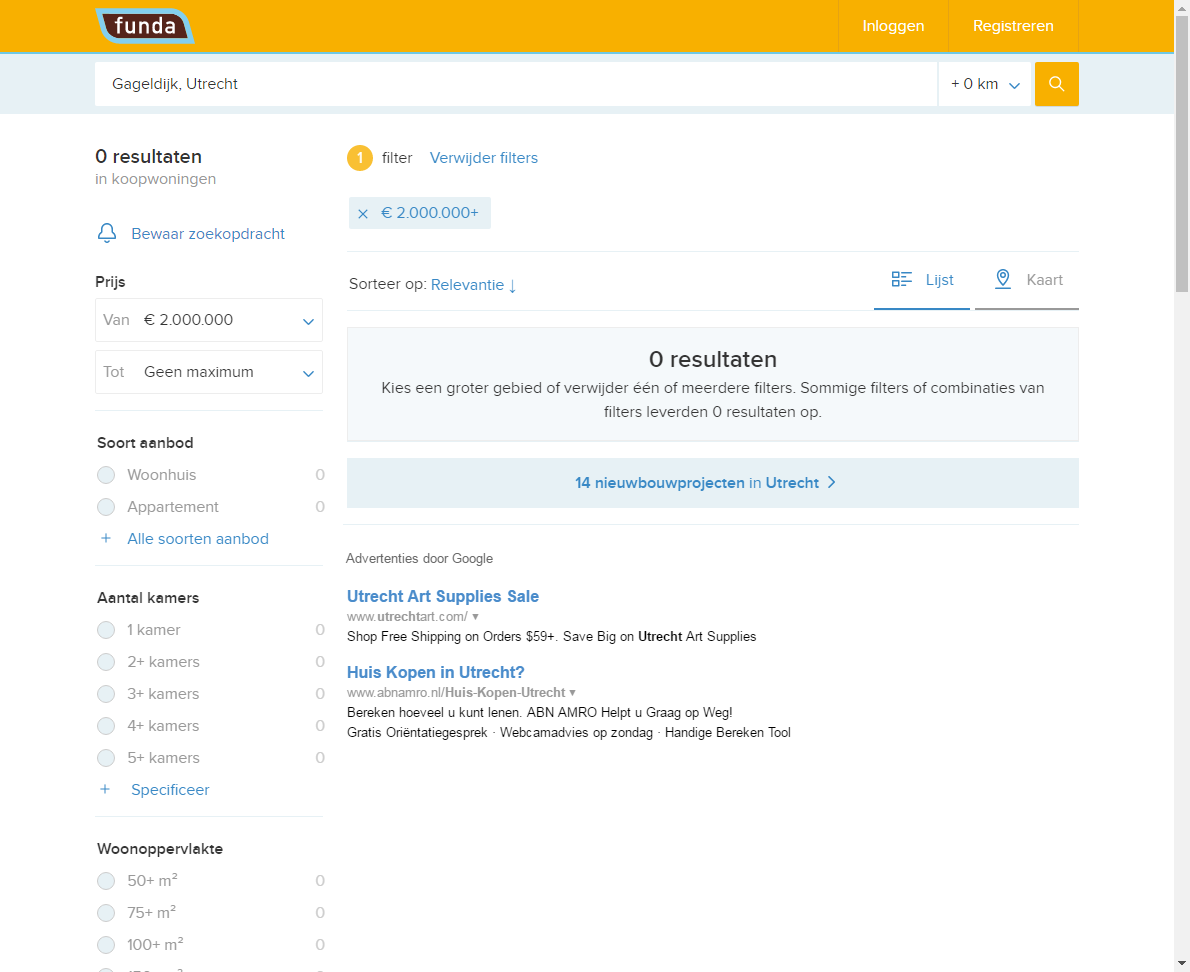 funda
Inloggen
Registreren
Gageldijk, Utrecht
+ 0 km
0 resultaten
in koopwoningen
Bewaar zoekopdracht
Prijs
Van € 2.000.000
Tot Geen maximum
Soort aanbod
Woonhuis 0
Appartement 0
+ Alle soorten aanbod
Aantal kamers
1 kamer 0
2+ kamers 0
3+ kamers 0
4+ kamers 0
5+ kamers 0
+ Specificeer
Woonoppervlakte
50+ m² 0
75+ m² 0
100+ m² 0
1 filter Verwijder filters
× € 2.000.000+
Sorteer op: Relevantie ↓
Lijst
Kaart
0 resultaten
Kies een groter gebied of verwijder één of meerdere filters. Sommige filters of combinaties van
filters leverden 0 resultaten op.
14 nieuwbouwprojecten in Utrecht >
Advertenties door Google
Utrecht Art Supplies Sale
www.utrechtart.com/ ▼
Shop Free Shipping on Orders $59+. Save Big on Utrecht Art Supplies
Huis Kopen in Utrecht?
www.abnamro.nl/Huis-Kopen-Utrecht ▼
Bereken hoeveel u kunt lenen. ABN AMRO Helpt u Graag op Weg!
Gratis Oriëntatiegesprek · Webcamadvies op zondag · Handige Bereken Tool